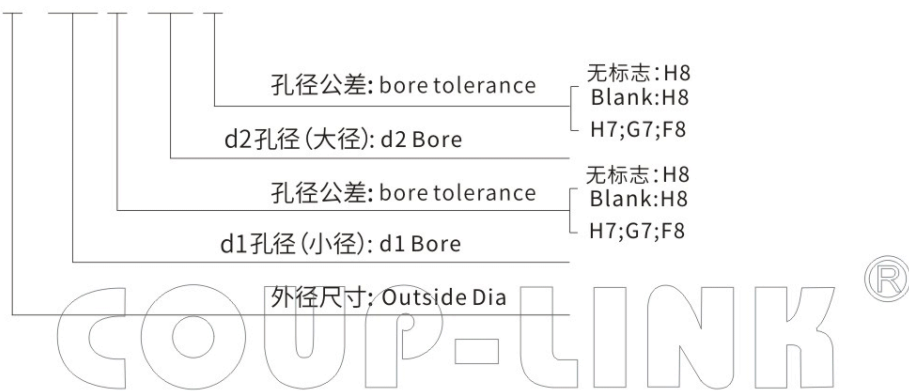 孔径公差: bore tolerance
无标志:H8
Blank:H8
H7;G7;F8
d2孔径(大径): d2 Bore
孔径公差: bore tolerance
无标志:H8
Blank:H8
H7;G7;F8
d1孔径(小径): d1 Bore
外径尺寸: Outside Dia
COUP-LINK®